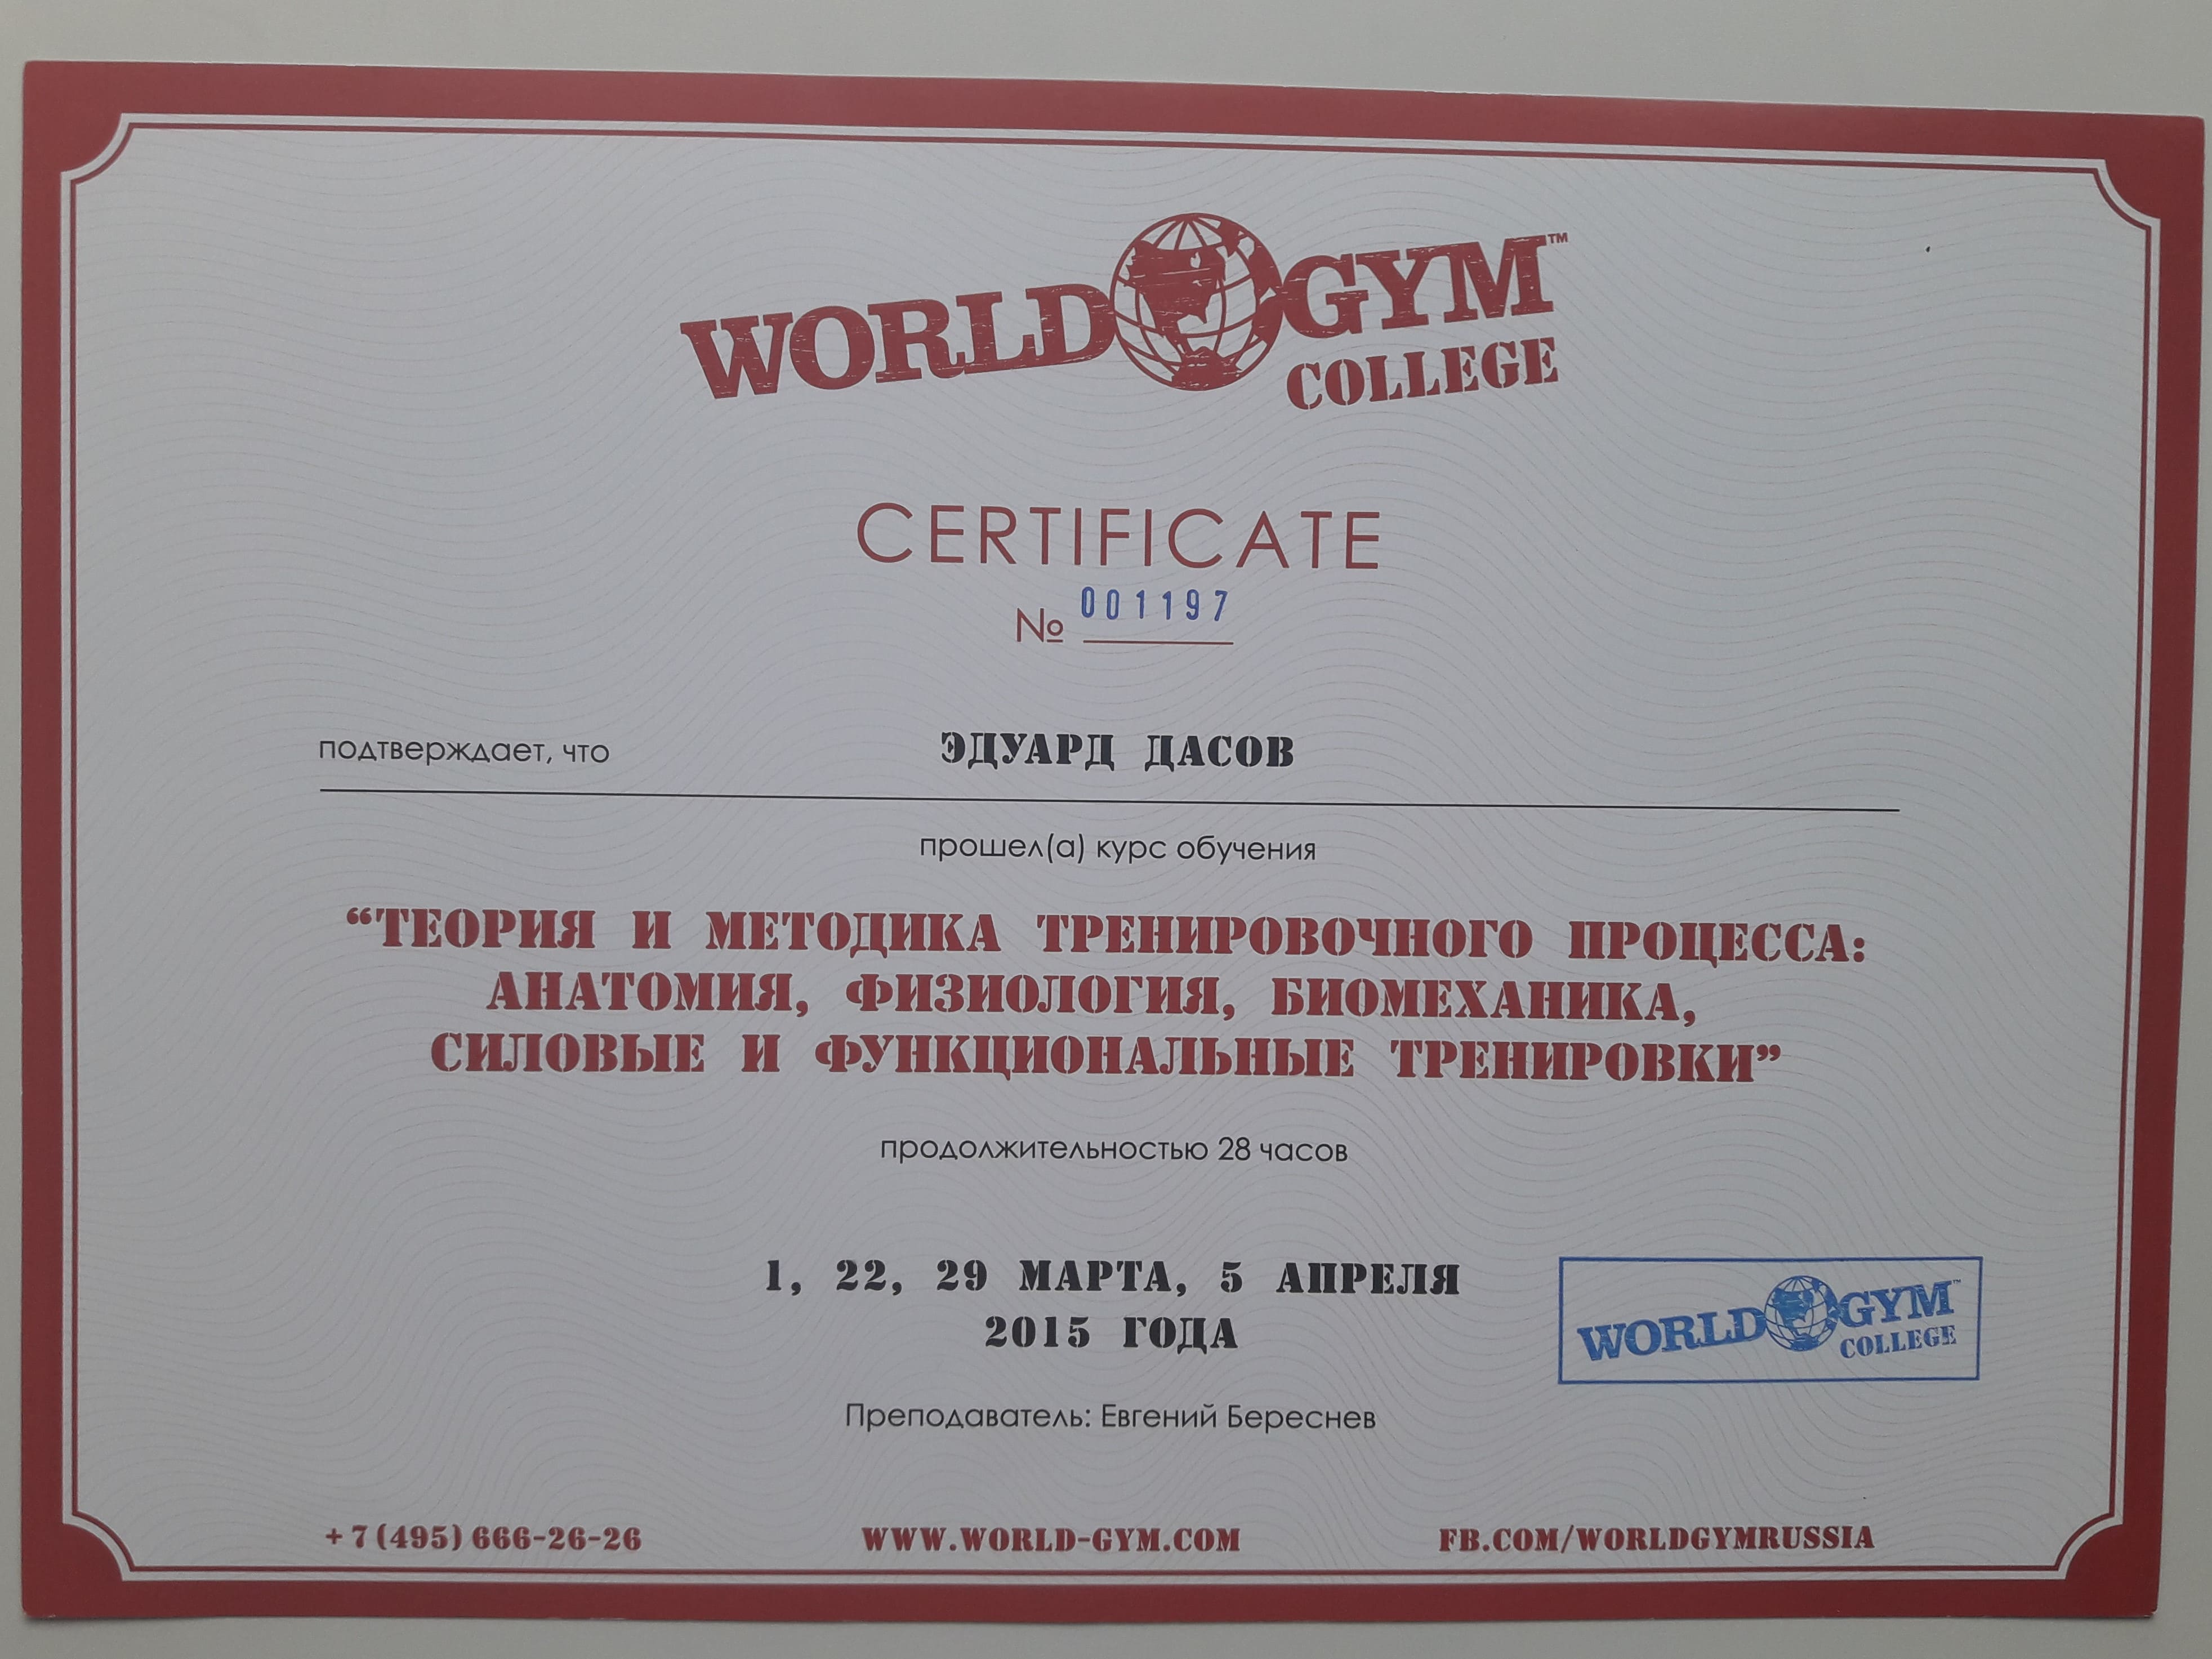 WORLD GYM™
COLLEGE
CERTIFICATE
№ 001197
подтверждает, что ЭДУАРД ДАСОВ
прошел(а) курс обучения
“ТЕОРИЯ И МЕТОДИКА ТРЕНИРОВОЧНОГО ПРОЦЕССА:
АНАТОМИЯ, ФИЗИОЛОГИЯ, БИОМЕХАНИКА,
СИЛОВЫЕ И ФУНКЦИОНАЛЬНЫЕ ТРЕНИРОВКИ”
продолжительностью 28 часов
1, 22, 29 МАРТА, 5 АПРЕЛЯ
2015 ГОДА
WORLD GYM™
COLLEGE
Преподаватель: Евгений Береснев
+ 7 (495) 666-26-26 WWW.WORLD-GYM.COM FB.COM/WORLDGYMRUSSIA